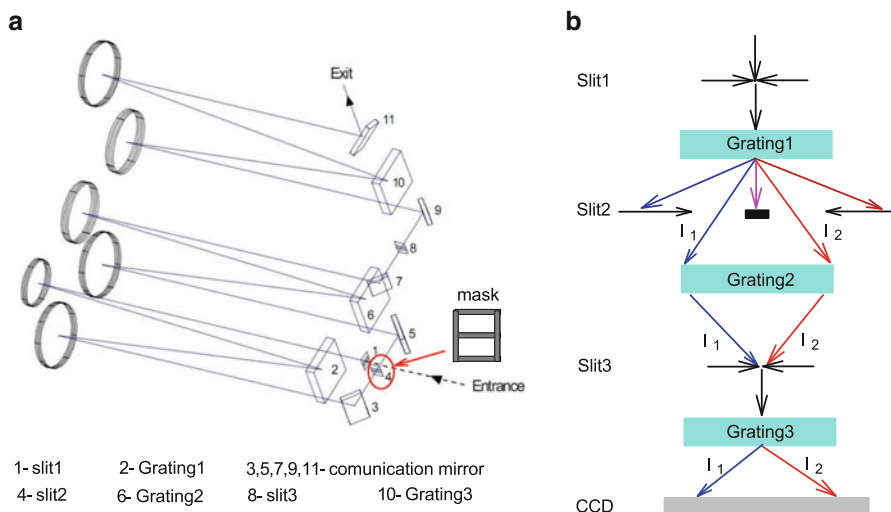 a
Exit
11
10
9
8
7
6
mask
5
1
2
4
Entrance
3
1- slit1 2- Grating1 3,5,7,9,11- comunication mirror
4- slit2 6- Grating2 8- slit3 10- Grating3
b
Slit1
Grating1
Slit2
I 1 I 2
Grating2
I 1 I 2
Slit3
Grating3
I 1 I 2
CCD